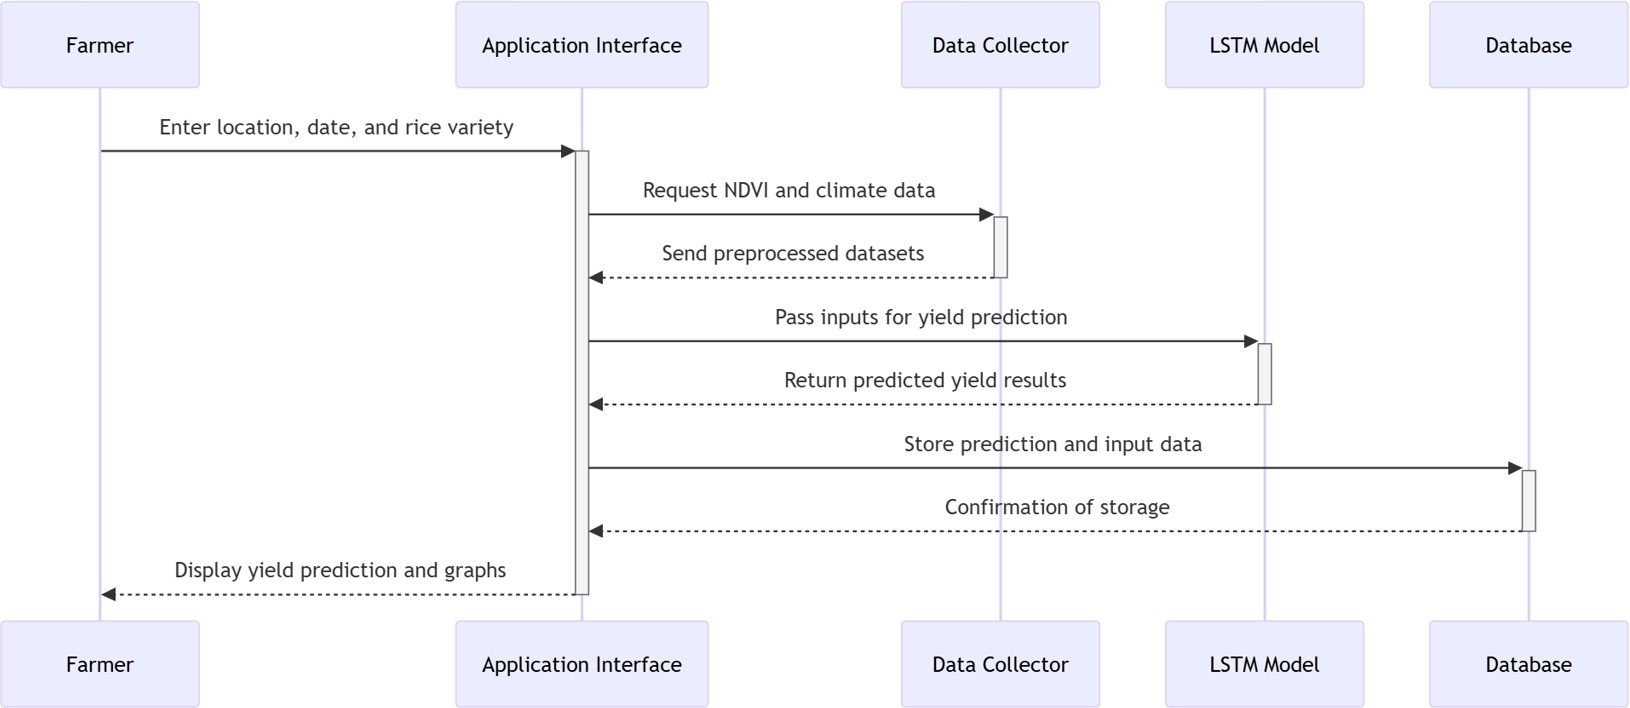 Farmer
Application Interface
Data Collector
LSTM Model
Database
Enter location, date, and rice variety
Request NDVI and climate data
Send preprocessed datasets
Pass inputs for yield prediction
Return predicted yield results
Store prediction and input data
Confirmation of storage
Display yield prediction and graphs
Farmer
Application Interface
Data Collector
LSTM Model
Database